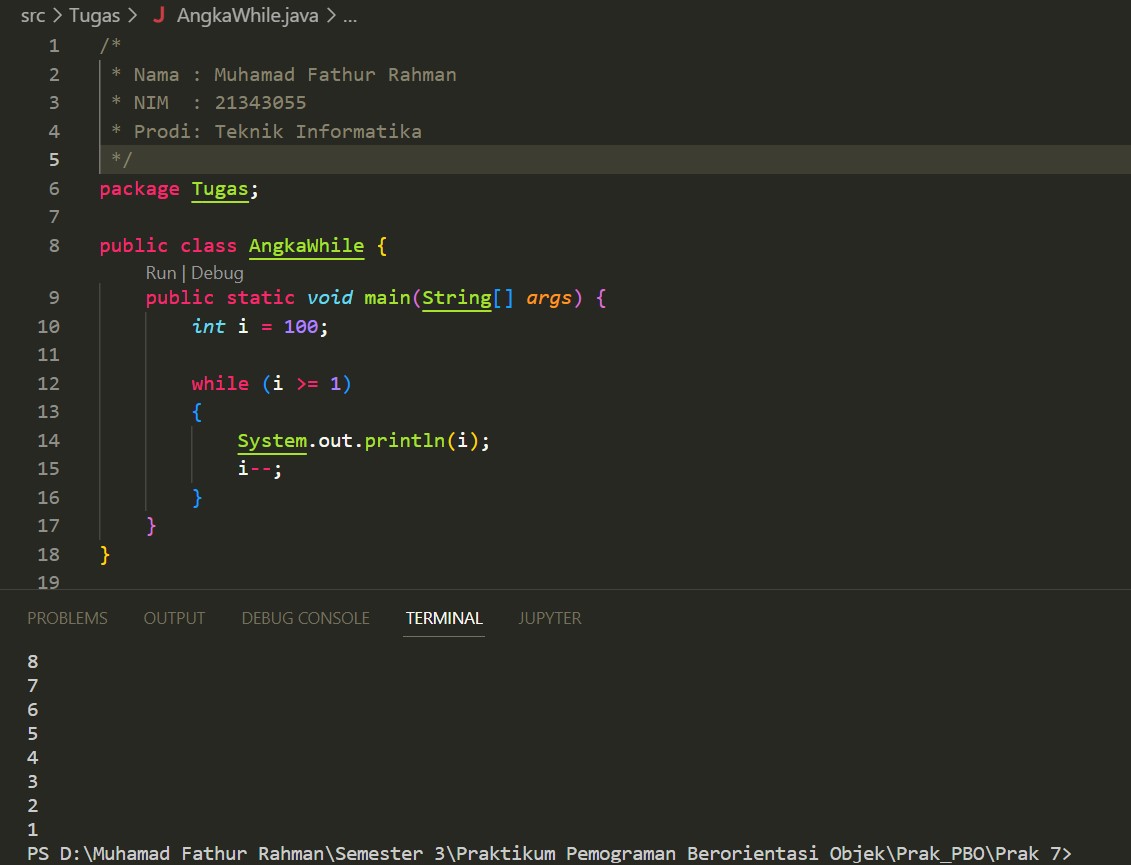 src > Tugas > J AngkaWhile.java > ...
1 /*
2  * Nama : Muhamad Fathur Rahman
3  * NIM  : 21343055
4  * Prodi: Teknik Informatika
5  */
6 package Tugas;
7
8 public class AngkaWhile {
Run | Debug
9     public static void main(String[] args) {
10         int i = 100;
11
12         while (i >= 1)
13         {
14             System.out.println(i);
15             i--;
16         }
17     }
18 }
19
PROBLEMS OUTPUT DEBUG CONSOLE TERMINAL JUPYTER
8
7
6
5
4
3
2
1
PS D:\Muhamad Fathur Rahman\Semester 3\Praktikum Pemograman Berorientasi Objek\Prak_PBO\Prak 7>